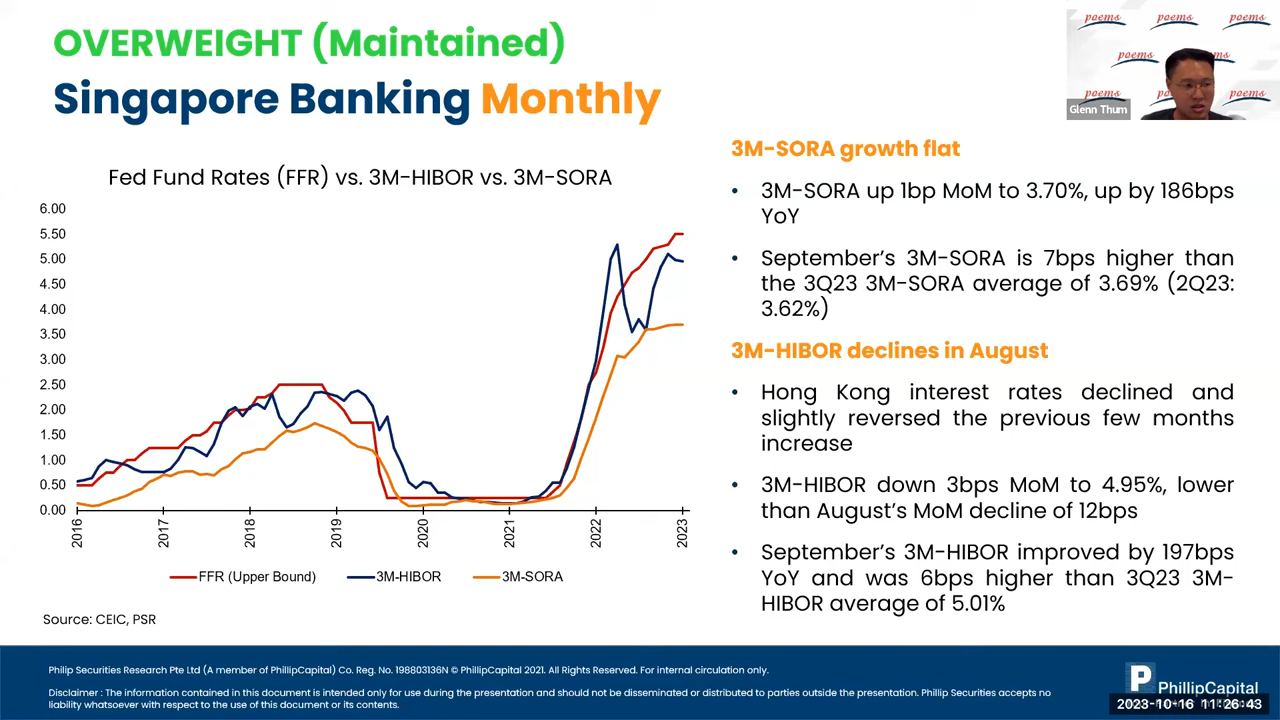 OVERWEIGHT (Maintained)
Singapore Banking Monthly
poems poems poems
poems poems
poems poems poems
Glenn Thum
Fed Fund Rates (FFR) vs. 3M-HIBOR vs. 3M-SORA
6.00
5.50
5.00
4.50
4.00
3.50
3.00
2.50
2.00
1.50
1.00
0.50
0.00
2016 2017 2018 2019 2020 2021 2022 2023
FFR (Upper Bound) 3M-HIBOR 3M-SORA
Source: CEIC, PSR
3M-SORA growth flat
• 3M-SORA up 1bp MoM to 3.70%, up by 186bps
YoY
• September's 3M-SORA is 7bps higher than
the 3Q23 3M-SORA average of 3.69% (2Q23:
3.62%)
3M-HIBOR declines in August
• Hong Kong interest rates declined and
slightly reversed the previous few months
increase
• 3M-HIBOR down 3bps MoM to 4.95%, lower
than August's MoM decline of 12bps
• September's 3M-HIBOR improved by 197bps
YoY and was 6bps higher than 3Q23 3M-
HIBOR average of 5.01%
Philip Securities Research Pte Ltd (A member of PhillipCapital) Co. Reg. No. 198803136N © PhillipCapital 2021. All Rights Reserved. For internal circulation only.
Disclaimer : The information contained in this document is intended only for use during the presentation and should not be disseminated or distributed to parties outside the presentation. Phillip Securities accepts no
liability whatsoever with respect to the use of this document or its contents.
PhillipCapital
2023-10-16 11:26:43